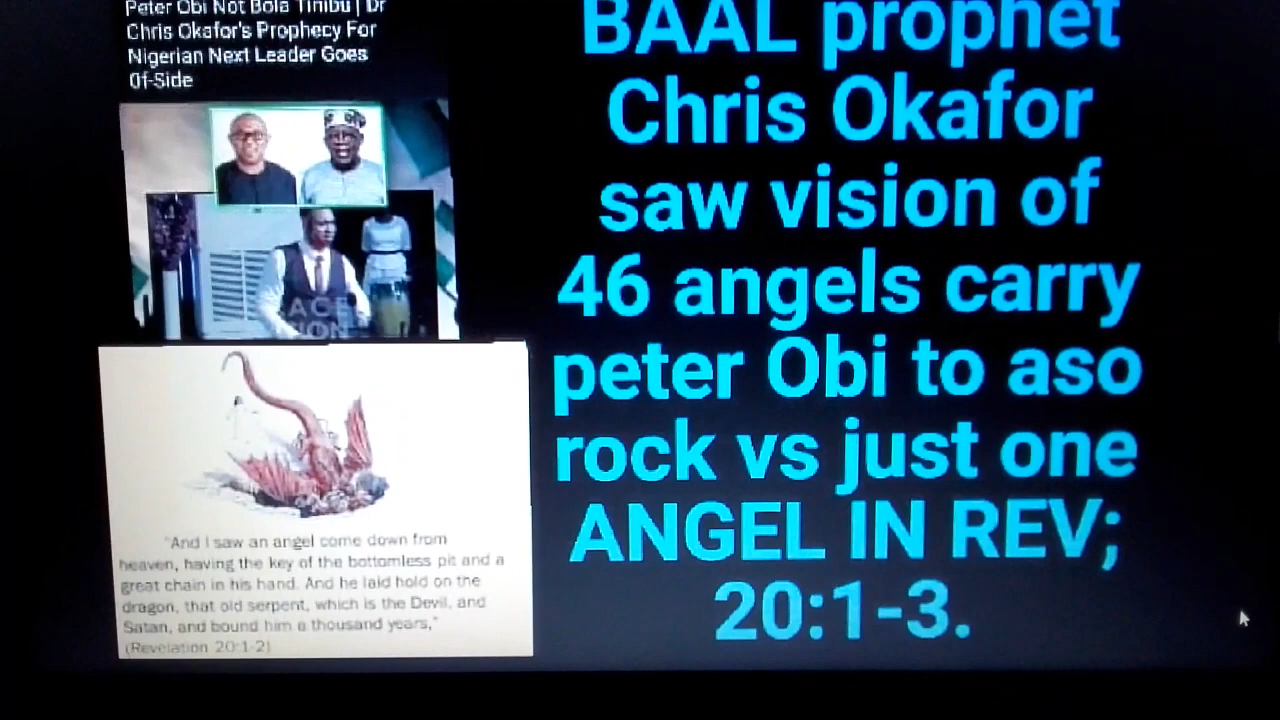 Peter Obi Not Bola Tinibu | Dr
Chris Okafor's Prophecy For
Nigerian Next Leader Goes
Of-Side
ACE
ION
"And I saw an angel come down from
heaven, having the key of the bottomless pit and a
great chain in his hand. And he laid hold on the
dragon, that old serpent, which is the Devil, and
Satan, and bound him a thousand years,"
(Revelation 20:1-2)
BAAL prophet
Chris Okafor
saw vision of
46 angels carry
peter Obi to aso
rock vs just one
ANGEL IN REV;
20:1-3.